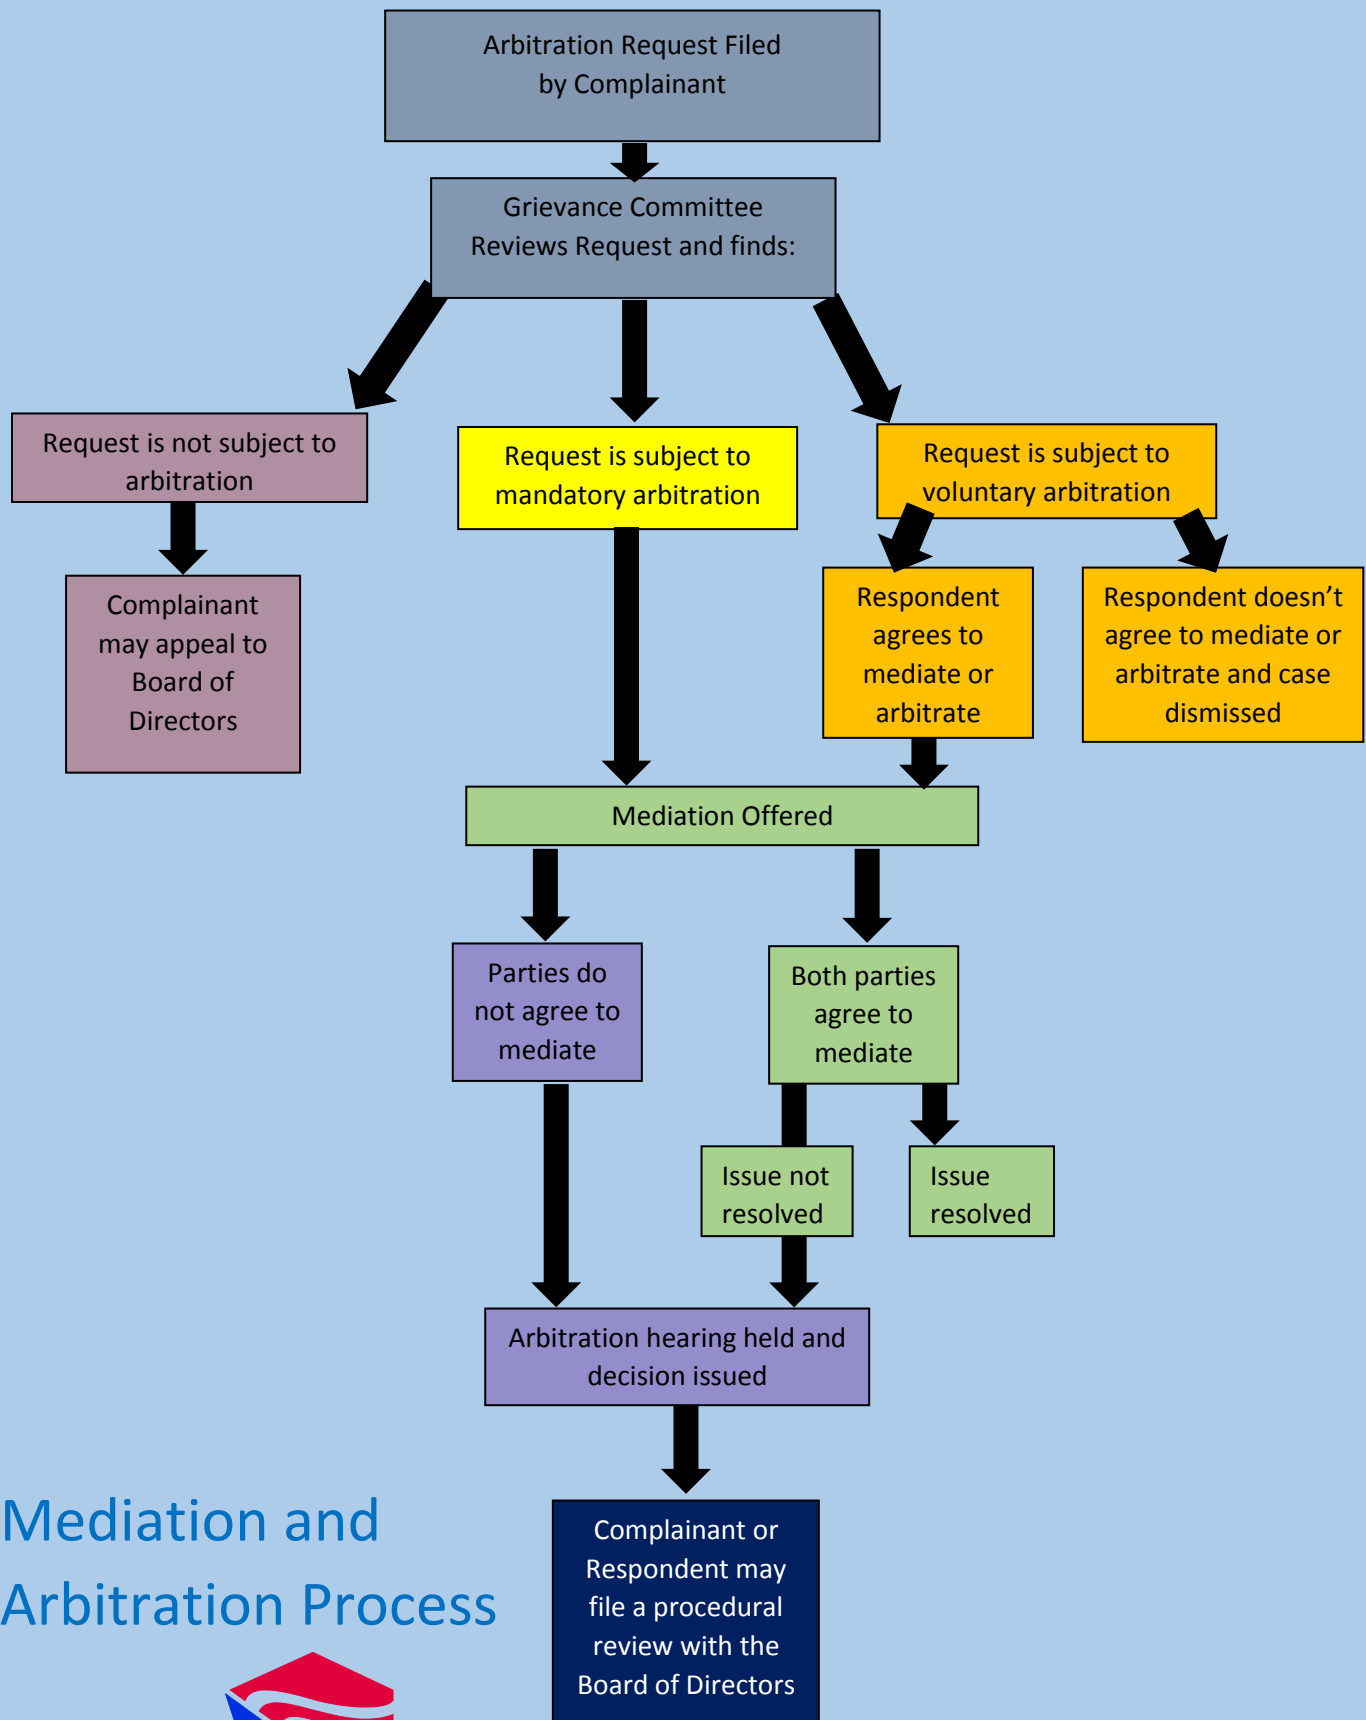 Arbitration Request Filed
by Complainant
Grievance Committee
Reviews Request and finds:
Request is not subject to
arbitration
Request is subject to
mandatory arbitration
Request is subject to
voluntary arbitration
Complainant
may appeal to
Board of
Directors
Respondent
agrees to
mediate or
arbitrate
Respondent doesn’t
agree to mediate or
arbitrate and case
dismissed
Mediation Offered
Parties do
not agree to
mediate
Both parties
agree to
mediate
Issue not
resolved
Issue
resolved
Arbitration hearing held and
decision issued
Mediation and
Arbitration Process
Complainant or
Respondent may
file a procedural
review with the
Board of Directors